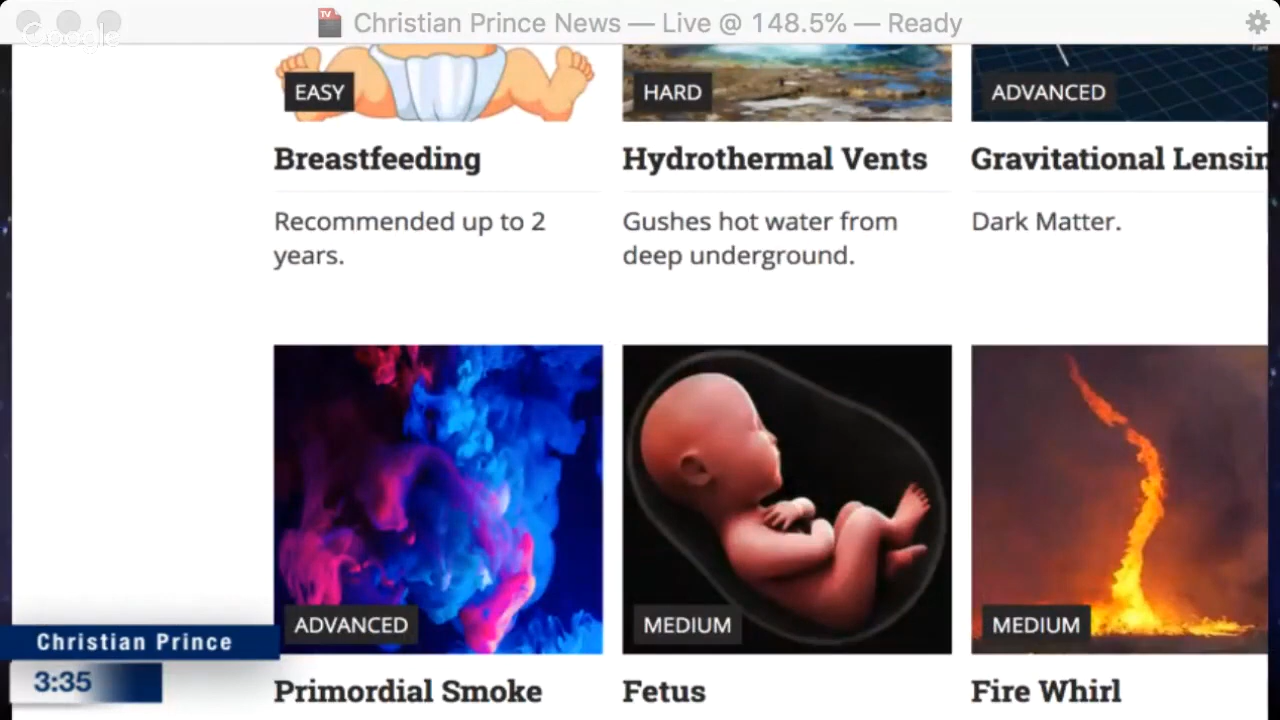 TV
Christian Prince News — Live @ 148.5% — Ready
Google
EASY
HARD
ADVANCED
Breastfeeding
Hydrothermal Vents
Gravitational Lensin
Recommended up to 2
years.
Gushes hot water from
deep underground.
Dark Matter.
ADVANCED
MEDIUM
MEDIUM
Christian Prince
3:35
Primordial Smoke
Fetus
Fire Whirl